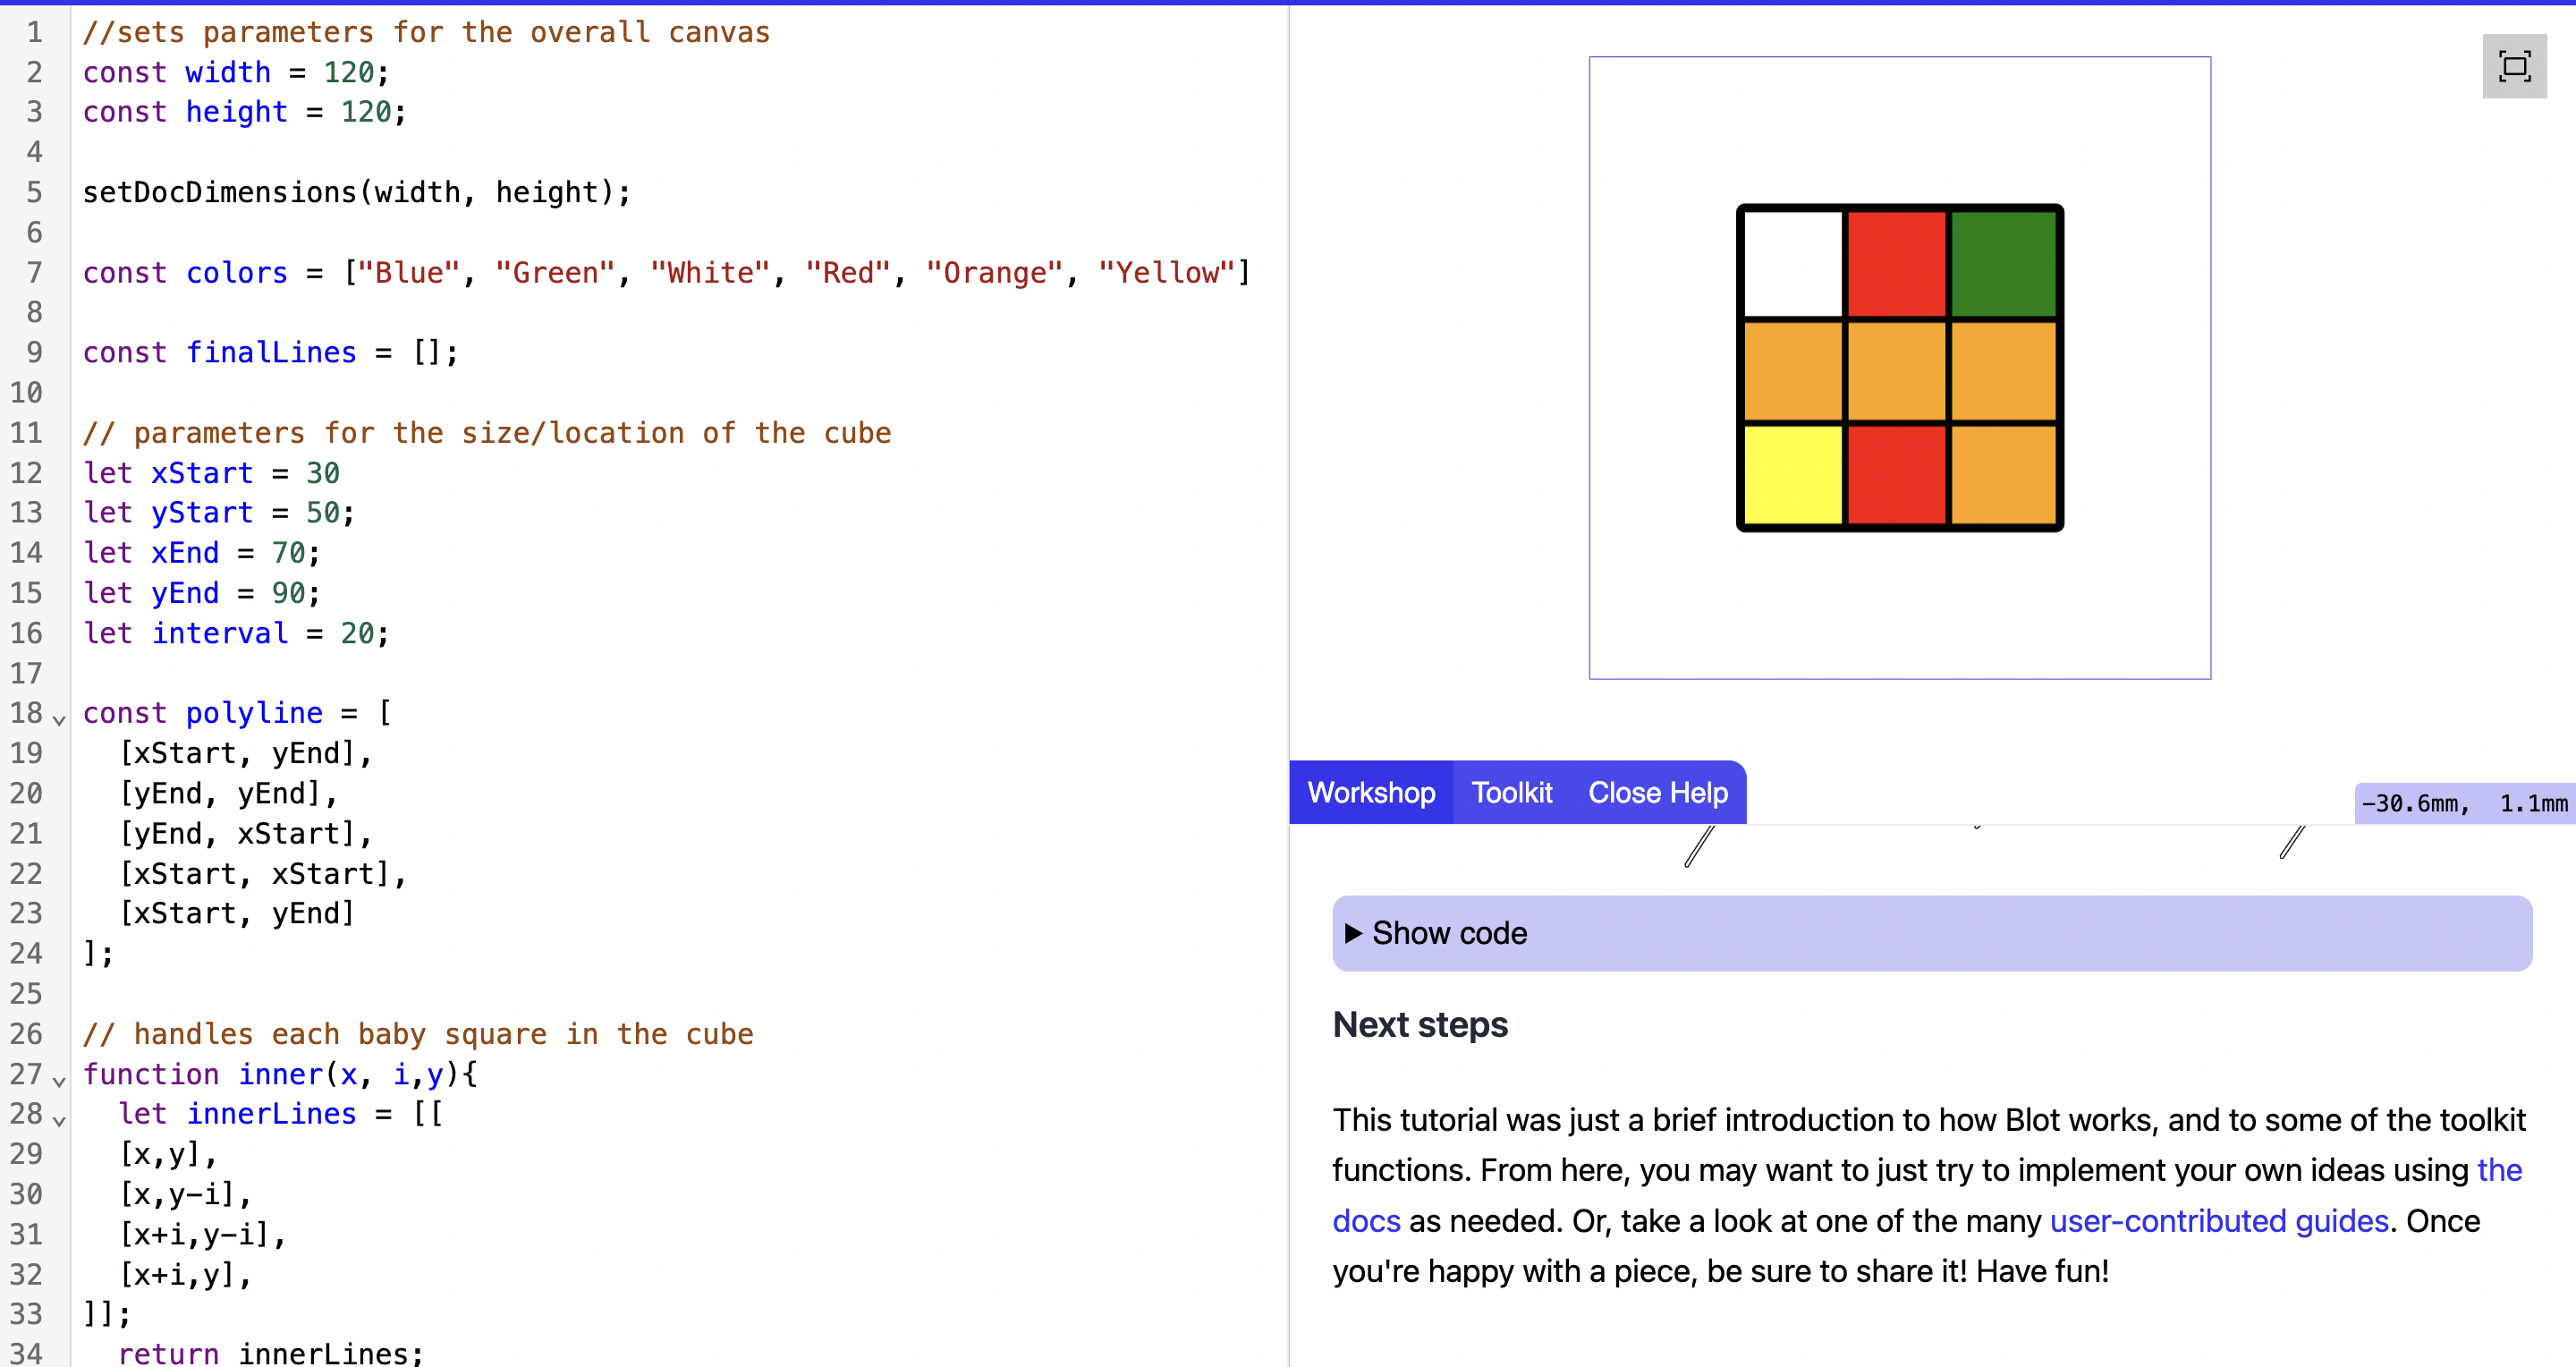 1 //sets parameters for the overall canvas
2 const width = 120;
3 const height = 120;
4
5 setDocDimensions(width, height);
6
7 const colors = ["Blue", "Green", "White", "Red", "Orange", "Yellow"]
8
9 const finalLines = [];
10
11 // parameters for the size/location of the cube
12 let xStart = 30
13 let yStart = 50;
14 let xEnd = 70;
15 let yEnd = 90;
16 let interval = 20;
17
18 const polyline = [
19 [xStart, yEnd],
20 [yEnd, yEnd],
21 [yEnd, xStart],
22 [xStart, xStart],
23 [xStart, yEnd]
24 ];
25
26 // handles each baby square in the cube
27 function inner(x, i,y){
28 let innerLines = [[
29 [x,y],
30 [x,y-i],
31 [x+i,y-i],
32 [x+i,y],
33 ]];
34 return innerLines;
Workshop Toolkit Close Help
-30.6mm, 1.1mm
Show code
Next steps
This tutorial was just a brief introduction to how Blot works, and to some of the toolkit
functions. From here, you may want to just try to implement your own ideas using the
docs as needed. Or, take a look at one of the many user-contributed guides. Once
you're happy with a piece, be sure to share it! Have fun!